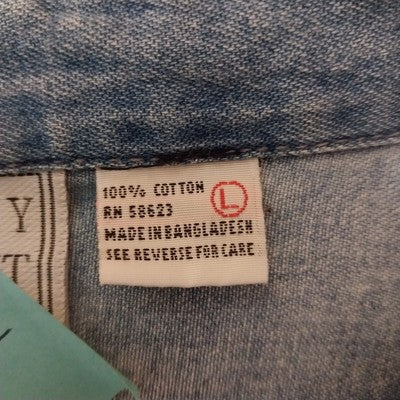 100% COTTON
RN 58623
L
MADE IN BANGLADESH
SEE REVERSE FOR CARE
Y
T